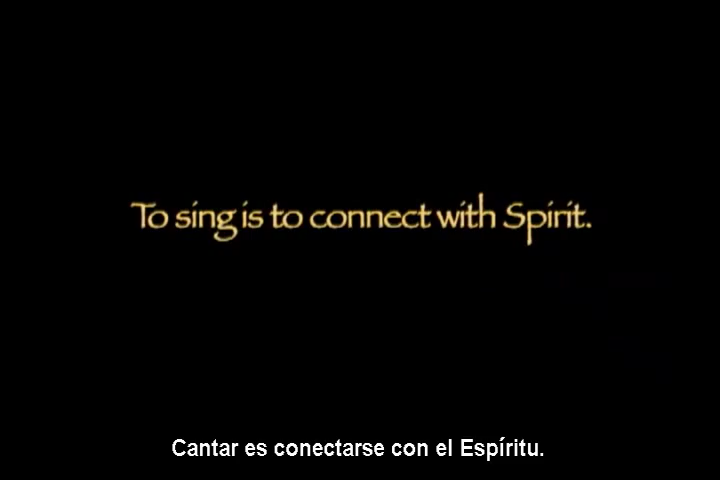 To sing is to connect with Spirit.
Cantar es conectarse con el Espíritu.